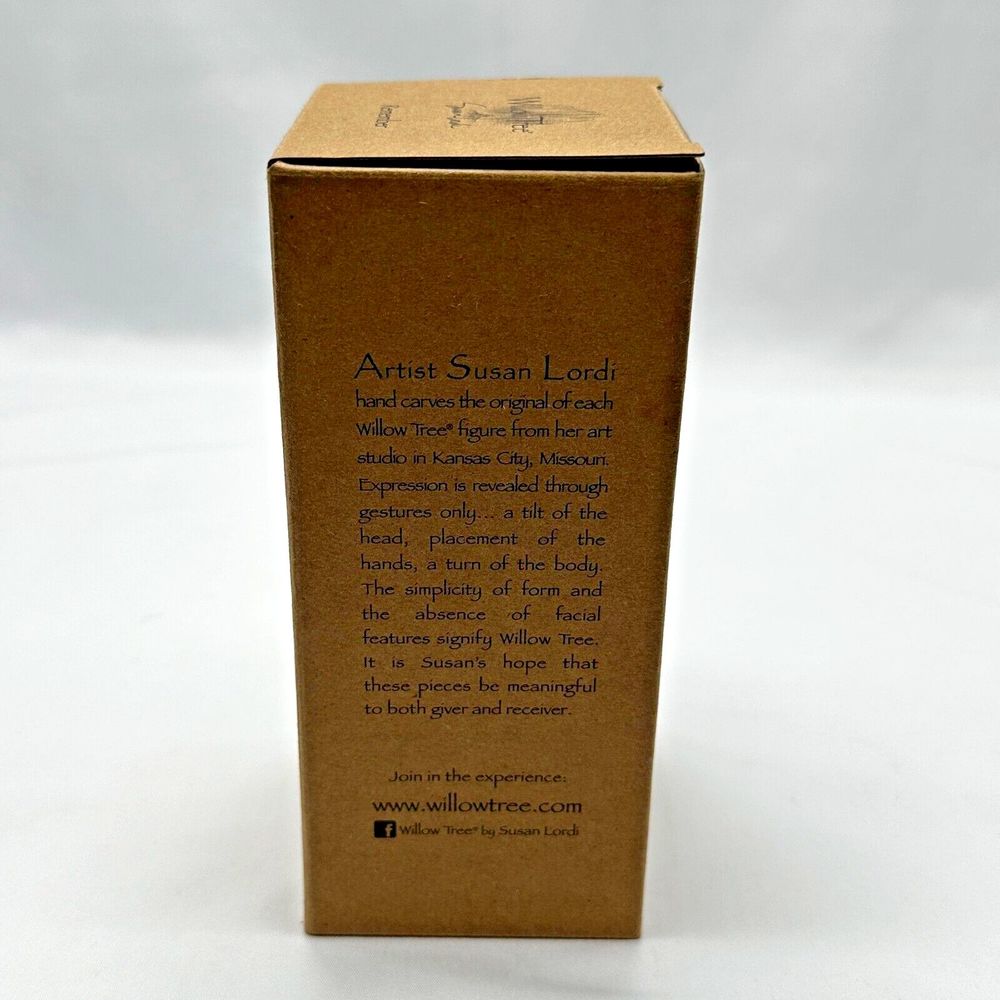 Willow Tree®
Remember
Artist Susan Lordi
hand carves the original of each
Willow Tree® figure from her art
studio in Kansas City, Missouri.
Expression is revealed through
gestures only... a tilt of the
head, placement of the
hands, a turn of the body.
The simplicity of form and
the absence of facial
features signify Willow Tree.
It is Susan's hope that
these pieces be meaningful
to both giver and receiver.
Join in the experience:
www.willowtree.com
f Willow Tree® by Susan Lordi